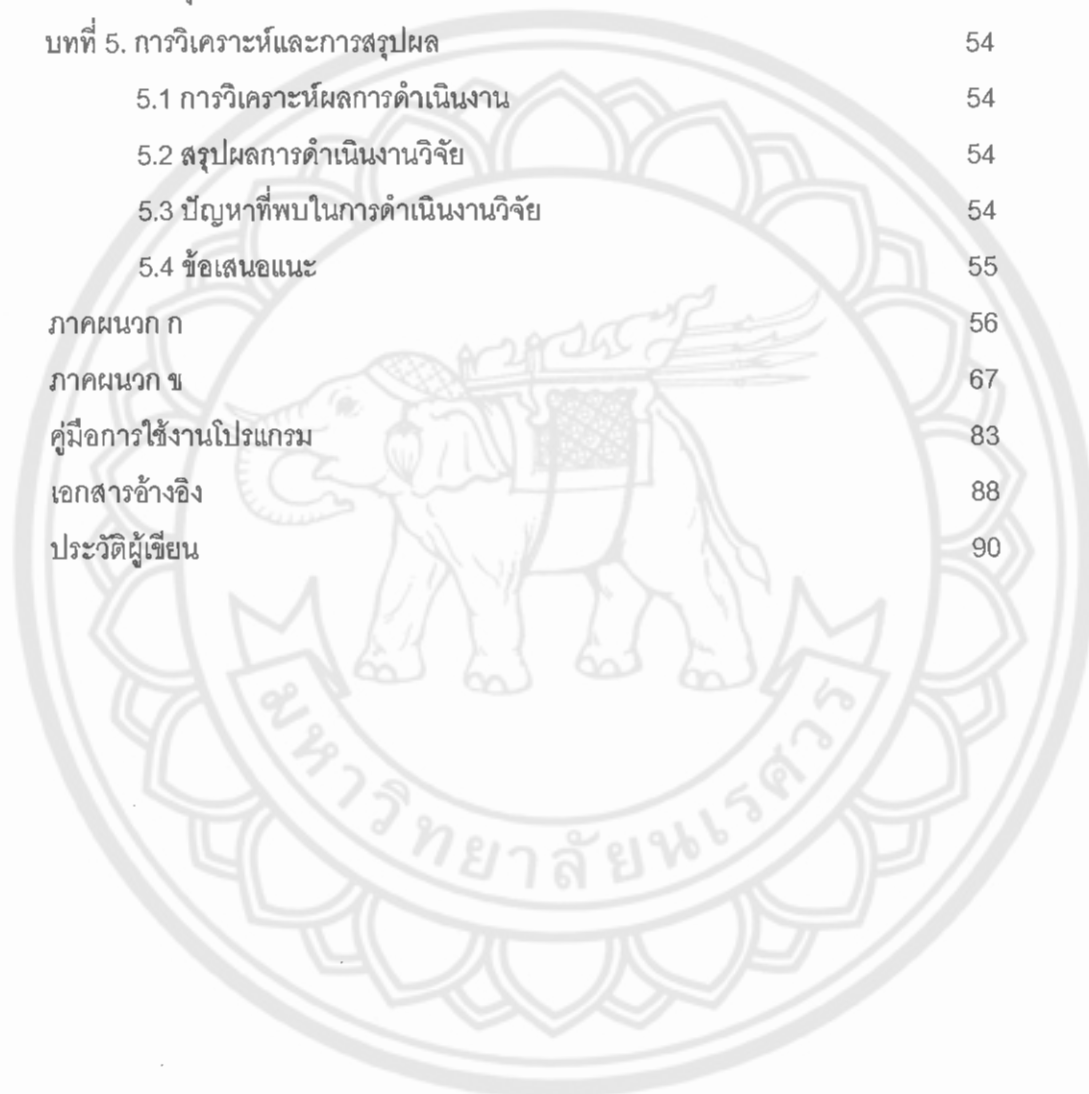 บทที่ 5. การวิเคราะห์และการสรุปผล 54
5.1 การวิเคราะห์ผลการดำเนินงาน 54
5.2 สรุปผลการดำเนินงานวิจัย 54
5.3 ปัญหาที่พบในการดำเนินงานวิจัย 54
5.4 ข้อเสนอแนะ 55
ภาคผนวก ก 56
ภาคผนวก ข 67
คู่มือการใช้งานโปรแกรม 83
เอกสารอ้างอิง 88
ประวัติผู้เขียน 90
มหาวิทยาลัยนเรศวร